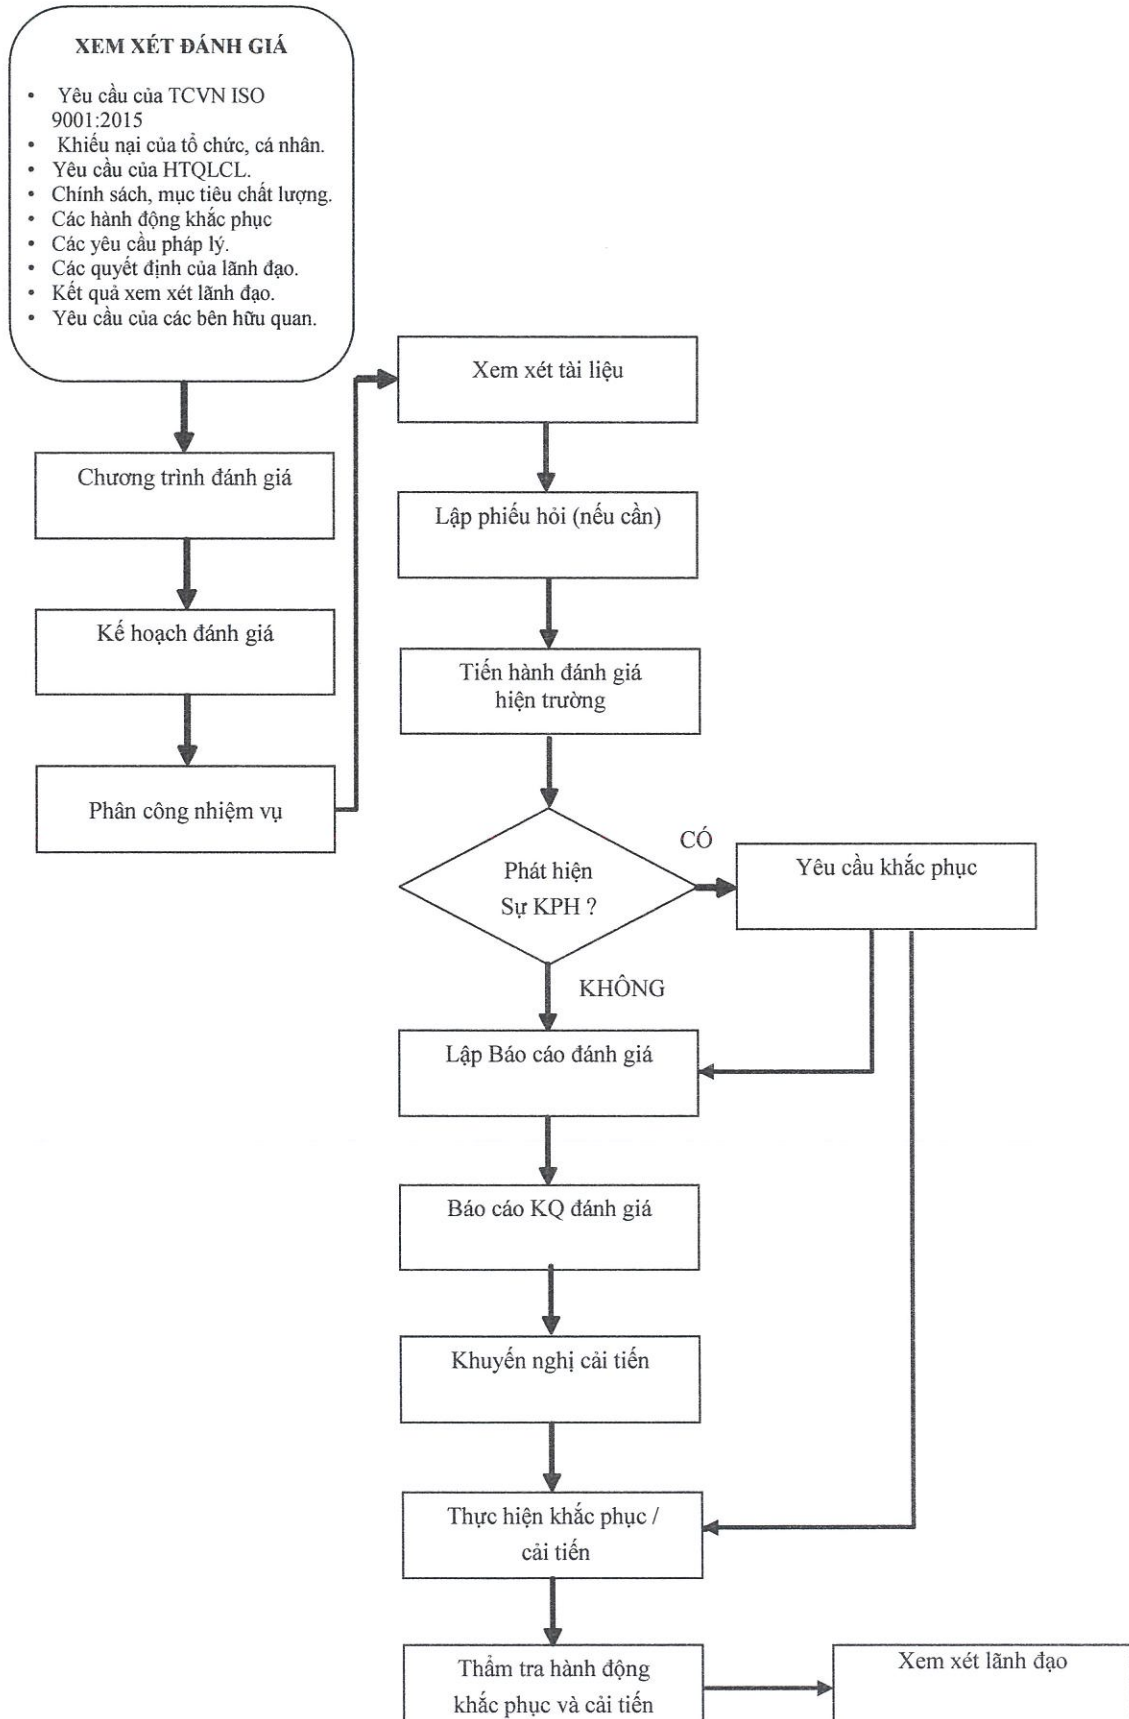 XEM XÉT ĐÁNH GIÁ
• Yêu cầu của TCVN ISO
9001:2015
• Khiếu nại của tổ chức, cá nhân.
• Yêu cầu của HTQLCL.
• Chính sách, mục tiêu chất lượng.
• Các hành động khắc phục
• Các yêu cầu pháp lý.
• Các quyết định của lãnh đạo.
• Kết quả xem xét lãnh đạo.
• Yêu cầu của các bên hữu quan.
Chương trình đánh giá
Kế hoạch đánh giá
Phân công nhiệm vụ
Xem xét tài liệu
Lập phiếu hỏi (nếu cần)
Tiến hành đánh giá
hiện trường
Phát hiện
Sự KPH ?
CÓ
Yêu cầu khắc phục
KHÔNG
Lập Báo cáo đánh giá
Báo cáo KQ đánh giá
Khuyến nghị cải tiến
Thực hiện khắc phục /
cải tiến
Thẩm tra hành động
khắc phục và cải tiến
Xem xét lãnh đạo